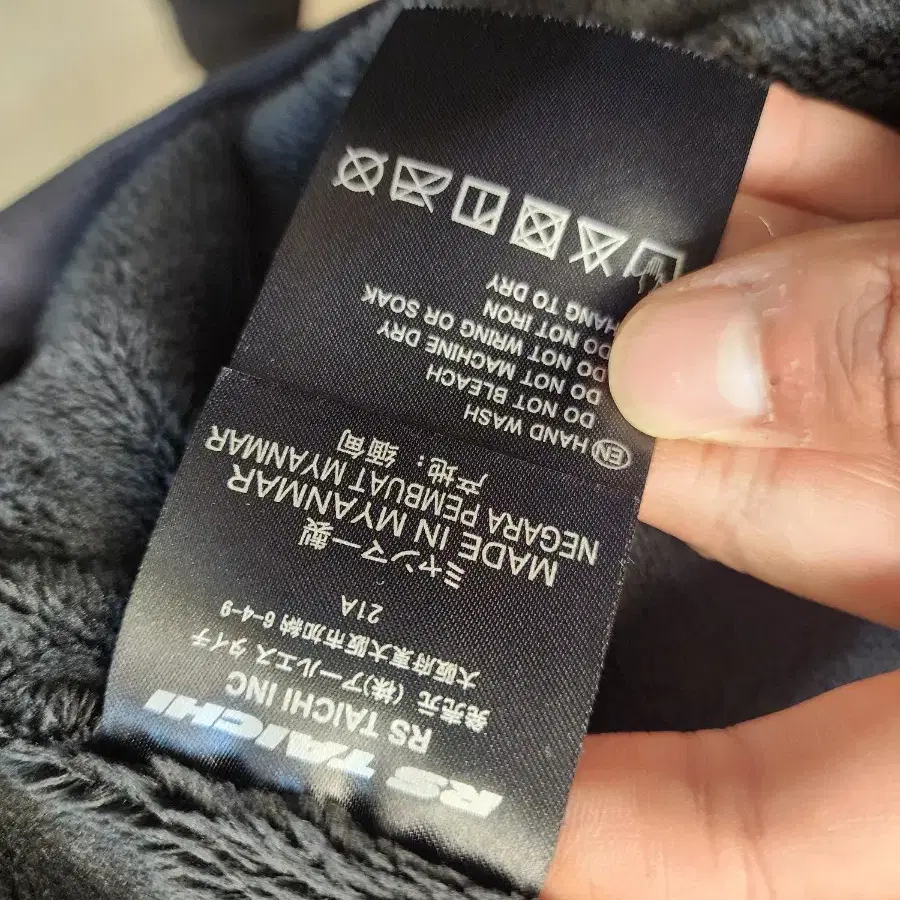 RS TAICHI
RS TAICHI INC
発売元 (株)アールエス タイチ
大阪府東大阪市加納 6-4-9
21A
ミャンマー製
MADE IN MYANMAR
NEGARA PEMBUAT MYANMAR
产地：缅甸
EN HAND WASH
DO NOT BLEACH
DO NOT MACHINE DRY
DO NOT WRING OR SOAK
DO NOT IRON
HANG TO DRY